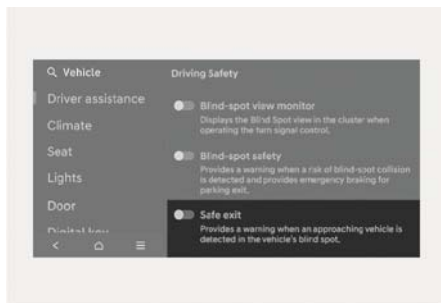 Vehicle
Driver assistance
Climate
Seat
Lights
Door
Digital key
Driving Safety
Blind-spot view monitor
Displays the Blind Spot view in the cluster when
operating the turn signal control.
Blind-spot safety
Provides a warning when a risk of blind-spot collision
is detected and provides emergency braking for
parking exit.
Safe exit
Provides a warning when an approaching vehicle is
detected in the vehicle's blind spot.